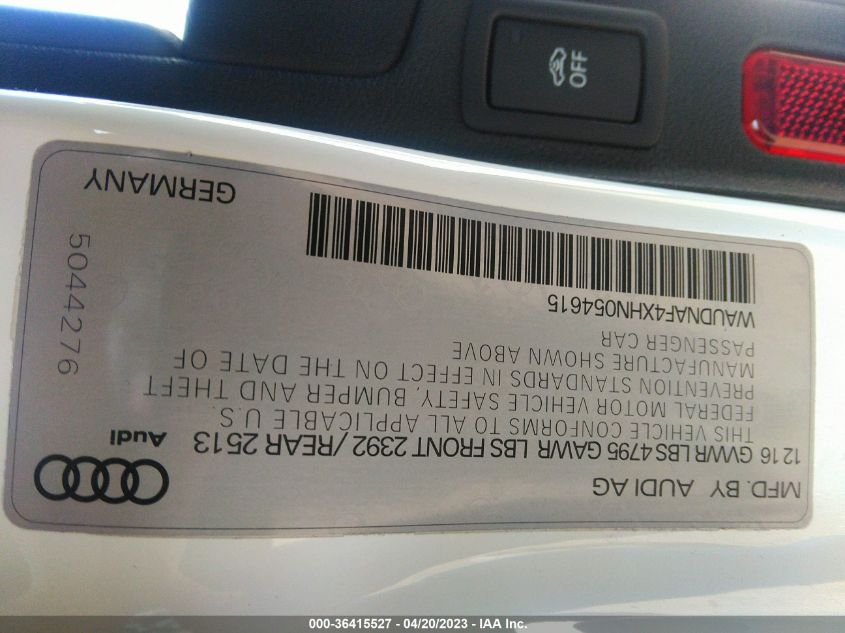 MFD. BY AUDI AG
1216 GVWR LBS 4795 GAWR LBS FRONT 2392/REAR 2513
THIS VEHICLE CONFORMS TO ALL APPLICABLE U.S.
FEDERAL MOTOR VEHICLE SAFETY, BUMPER AND THEFT
PREVENTION STANDARDS IN EFFECT ON THE DATE OF
MANUFACTURE SHOWN ABOVE
PASSENGER CAR
WAUDNAF4XHN054615
GERMANY
Audi
5044276
OFF
000-36415527 - 04/20/2023 - IAA Inc.